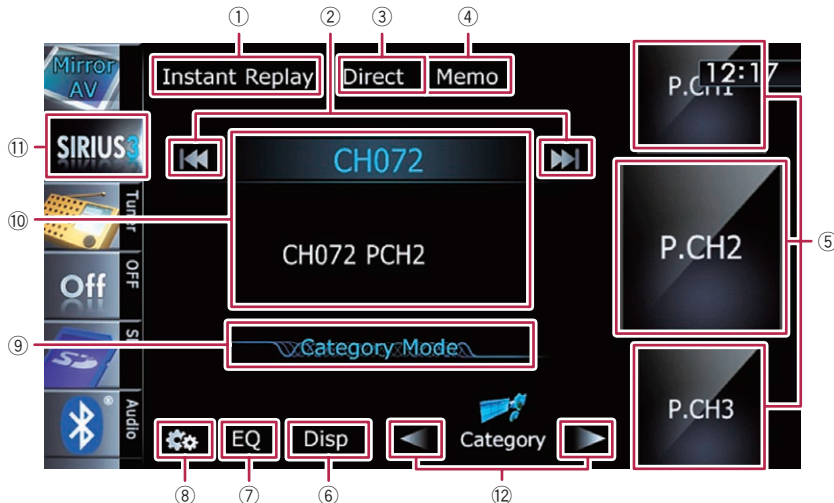 ① ② ③ ④
Mirror AV
Instant Replay Direct Memo
P.CH1
12:17
⑪
SIRIUS3
CH072
Tuner
⑩
CH072 PCH2
P.CH2
⑤
Off
OFF
⑨
Category Mode
P.CH3
Audio
EQ Disp Category
⑧ ⑦ ⑥ ⑫